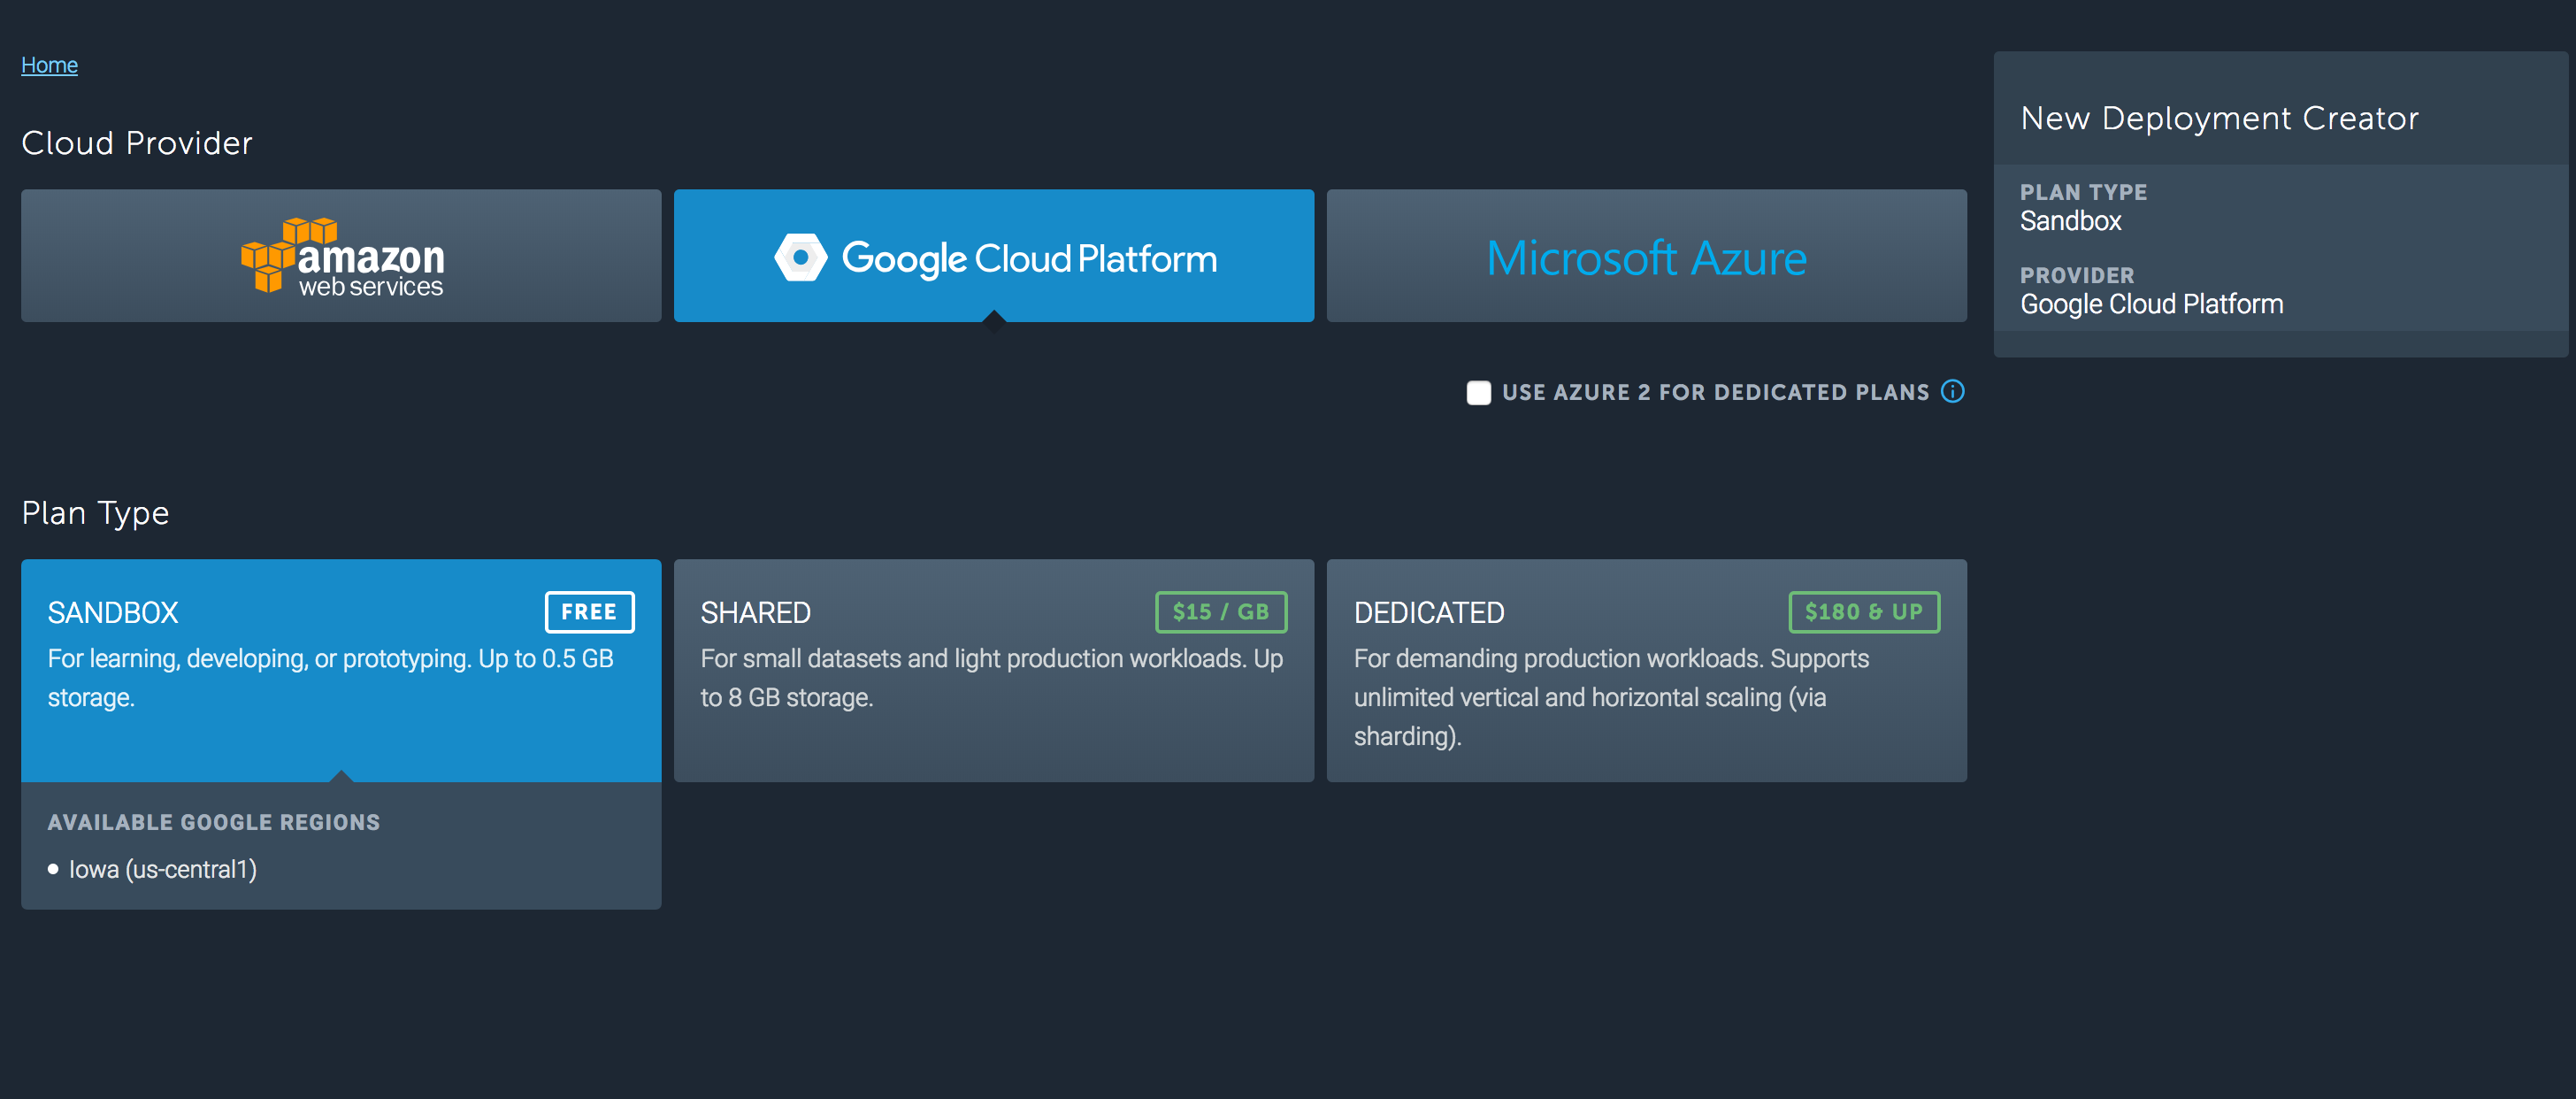 Home
Cloud Provider
amazon
web services
Google Cloud Platform
Microsoft Azure
USE AZURE 2 FOR DEDICATED PLANS
Plan Type
SANDBOX
FREE
For learning, developing, or prototyping. Up to 0.5 GB
storage.
AVAILABLE GOOGLE REGIONS
Iowa (us-central1)
SHARED
$15 / GB
For small datasets and light production workloads. Up
to 8 GB storage.
DEDICATED
$180 & UP
For demanding production workloads. Supports
unlimited vertical and horizontal scaling (via
sharding).
New Deployment Creator
PLAN TYPE
Sandbox
PROVIDER
Google Cloud Platform